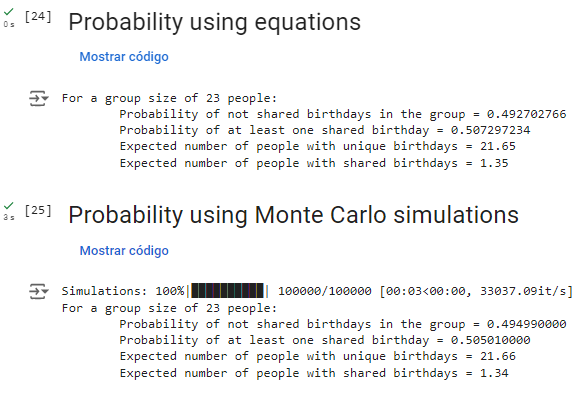 [24] Probability using equations
0 s
Mostrar código
For a group size of 23 people:
Probability of not shared birthdays in the group = 0.492702766
Probability of at least one shared birthday = 0.507297234
Expected number of people with unique birthdays = 21.65
Expected number of people with shared birthdays = 1.35
[25] Probability using Monte Carlo simulations
3 s
Mostrar código
Simulations: 100%|██████████| 100000/100000 [00:03<00:00, 33037.09it/s]
For a group size of 23 people:
Probability of not shared birthdays in the group = 0.494990000
Probability of at least one shared birthday = 0.505010000
Expected number of people with unique birthdays = 21.66
Expected number of people with shared birthdays = 1.34